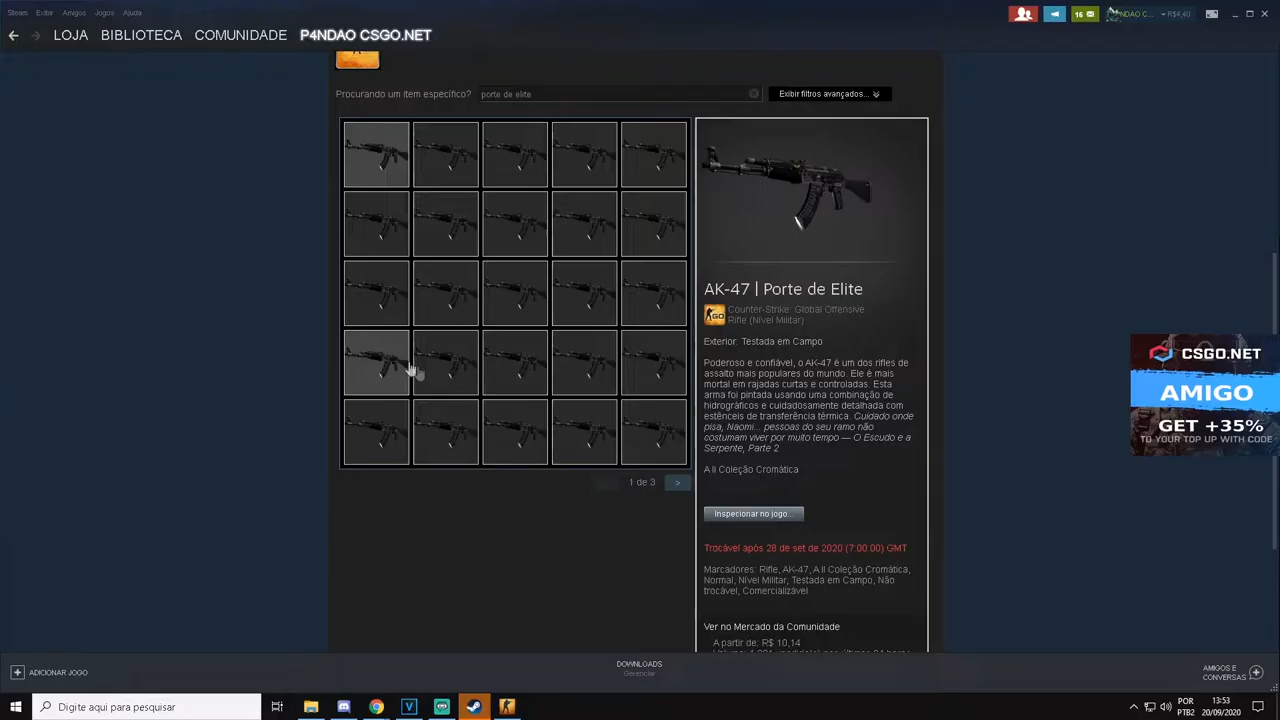 Steam Exibir Amigos Jogos Ajuda
16
P4NDAO C... R$4,40
LOJA BIBLIOTECA COMUNIDADE P4NDAO CSGO.NET
Procurando um item específico? porte de elite Exibir filtros avançados...
AK-47 | Porte de Elite
GO Counter-Strike: Global Offensive
Rifle (Nível Militar)
Exterior: Testada em Campo
Poderoso e confiável, o AK-47 é um dos rifles de
assalto mais populares do mundo. Ele é mais
mortal em rajadas curtas e controladas. Esta
arma foi pintada usando uma combinação de
hidrográficos e cuidadosamente detalhada com
estênceis de transferência térmica. Cuidado onde
pisa, Naomi... pessoas do seu ramo não
costumam viver por muito tempo — O Escudo e a
Serpente, Parte 2
A II Coleção Cromática
1 de 3 >
Inspecionar no jogo...
Trocável após 28 de set de 2020 (7:00:00) GMT
Marcadores: Rifle, AK-47, A II Coleção Cromática,
Normal, Nível Militar, Testada em Campo, Não
trocável, Comercializável
Ver no Mercado da Comunidade
A partir de: R$ 10,14
CSGO.NET
AMIGO
GET +35%
TO YOUR TOP UP WITH CODE
ADICIONAR JOGO
DOWNLOADS
Gerenciar
AMIGOS E
CONVERSAS
Digite aqui para pesquisar
POR
PTB2
13:53
20/09/2020